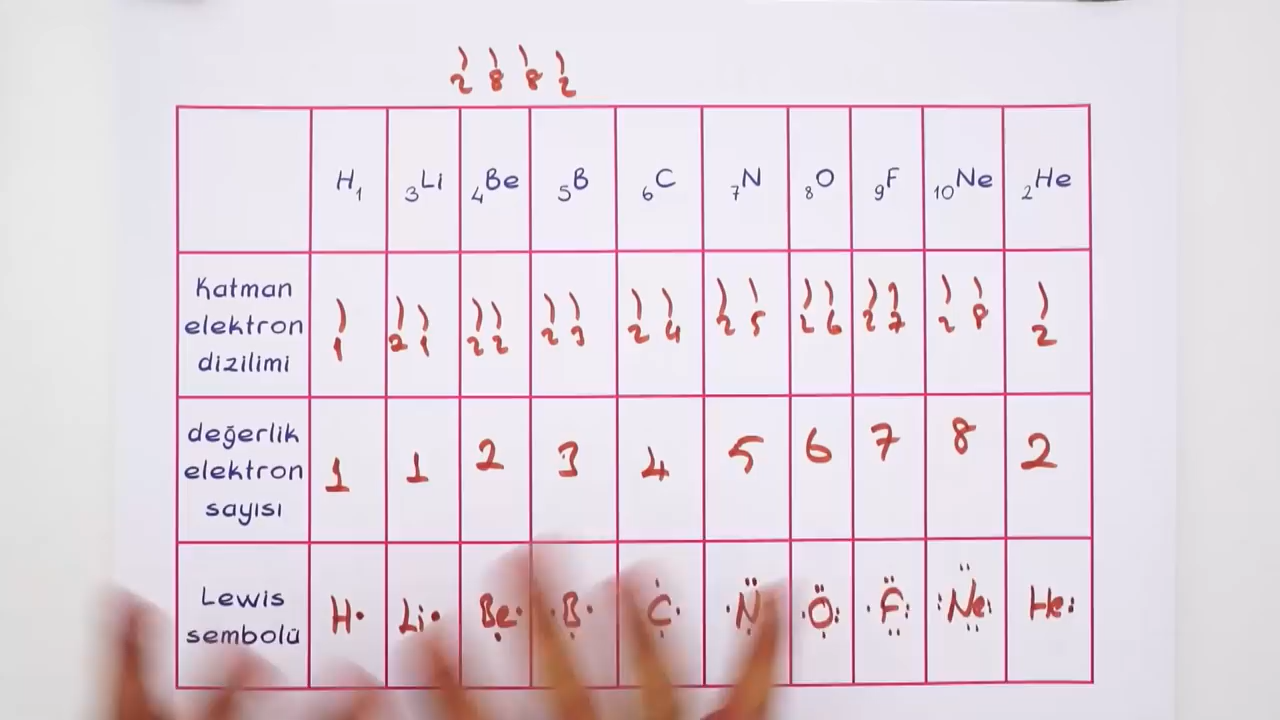 2 8 8 2
H₁ ₃Li ₄Be ₅B ₆C ₇N ₈O ₉F ₁₀Ne ₂He
Katman
elektron
dizilimi
1 2 1 2 2 2 3 2 4 2 5 2 6 2 7 2 8 2
değerlik
elektron
sayısı
1 1 2 3 4 5 6 7 8 2
Lewis
sembolü
H Li Be B C N O F Ne He